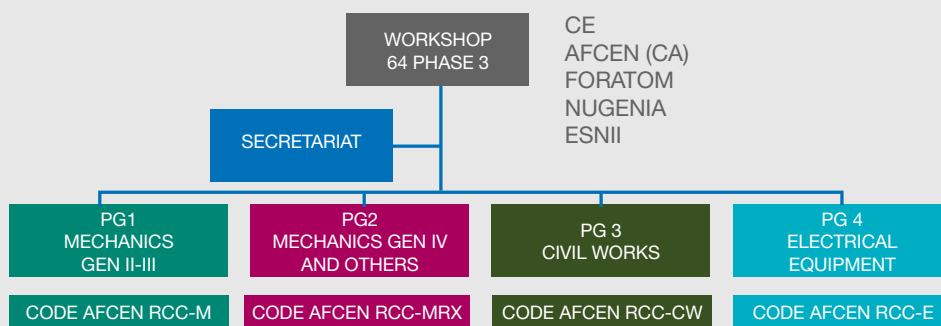 WORKSHOP
64 PHASE 3
CE
AFCEN (CA)
FORATOM
NUGENIA
ESNII
SECRETARIAT
PG1
MECHANICS
GEN II-III
PG2
MECHANICS GEN IV
AND OTHERS
PG 3
CIVIL WORKS
PG 4
ELECTRICAL
EQUIPMENT
CODE AFCEN RCC-M
CODE AFCEN RCC-MRX
CODE AFCEN RCC-CW
CODE AFCEN RCC-E